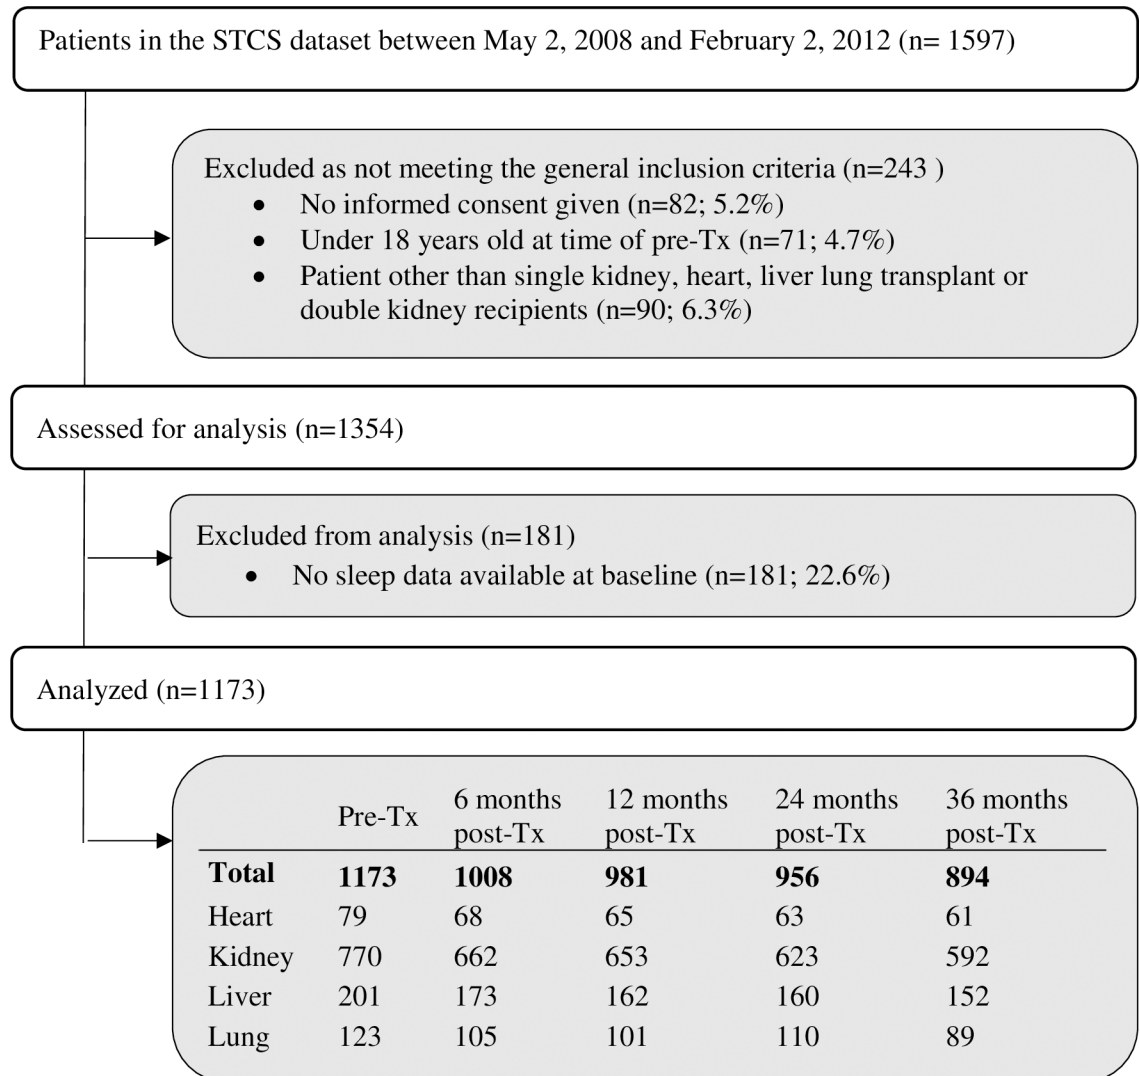 Patients in the STCS dataset between May 2, 2008 and February 2, 2012 (n= 1597)
Excluded as not meeting the general inclusion criteria (n=243 )
• No informed consent given (n=82; 5.2%)
• Under 18 years old at time of pre-Tx (n=71; 4.7%)
• Patient other than single kidney, heart, liver lung transplant or
double kidney recipients (n=90; 6.3%)
Assessed for analysis (n=1354)
Excluded from analysis (n=181)
• No sleep data available at baseline (n=181; 22.6%)
Analyzed (n=1173)
Pre-Tx 6 months post-Tx 12 months post-Tx 24 months post-Tx 36 months post-Tx
Total 1173 1008 981 956 894
Heart 79 68 65 63 61
Kidney 770 662 653 623 592
Liver 201 173 162 160 152
Lung 123 105 101 110 89